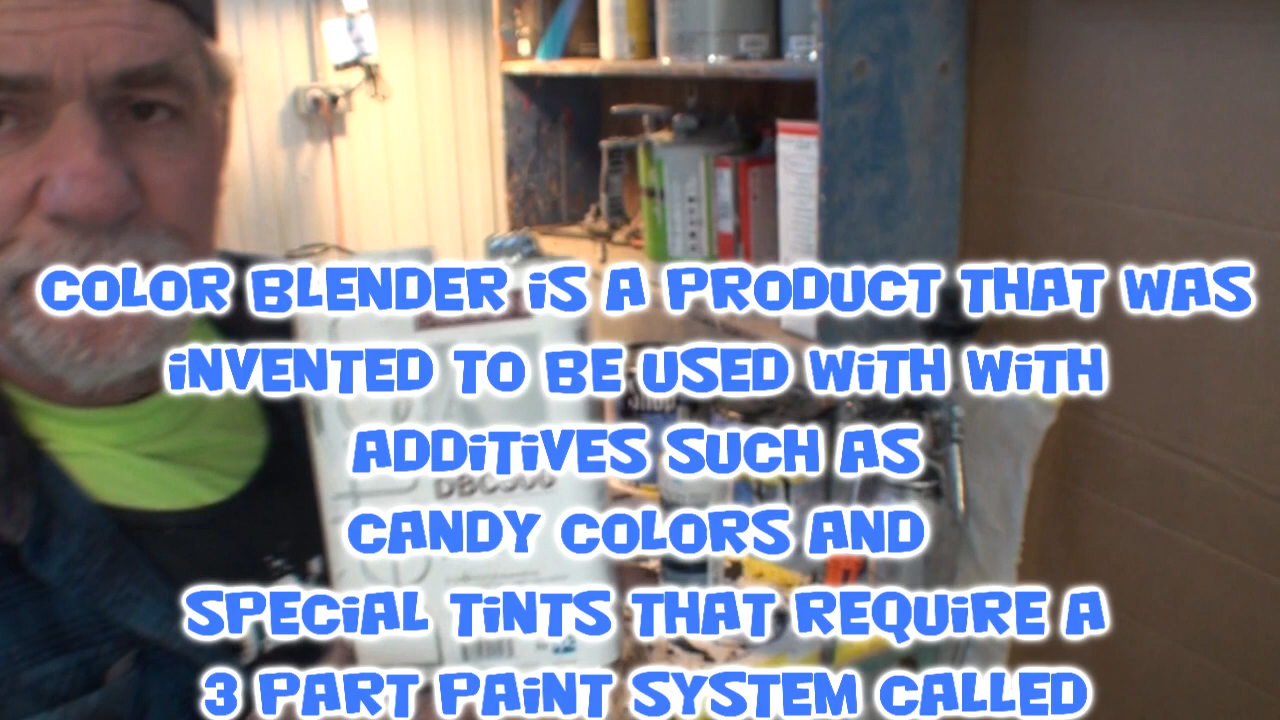 COLOR BLENDER iS A PRODUCT THAT WAS
iNVENTED TO BE USED WiTH WiTH
ADDiTiVES SUCH AS
CANDY COLORS AND
SPECiAL TiNTS THAT REQUiRE A
3 PART PAiNT SYSTEM CALLED